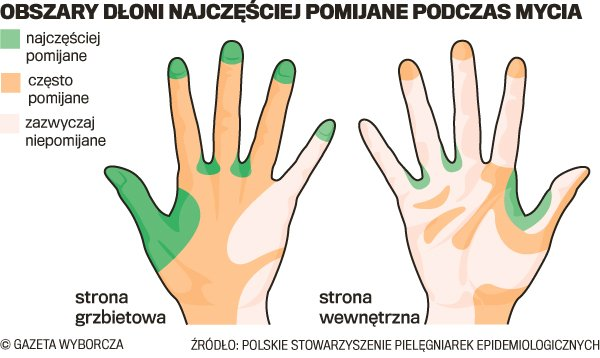 OBSZARY DŁONI NAJCZĘŚCIEJ POMIJANE PODCZAS MYCIA
najczęściej
pomijane
często
pomijane
zazwyczaj
niepomijane
strona
grzbietowa
strona
wewnętrzna
© GAZETA WYBORCZA
ŹRÓDŁO: POLSKIE STOWARZYSZENIE PIELĘGNIAREK EPIDEMIOLOGICZNYCH